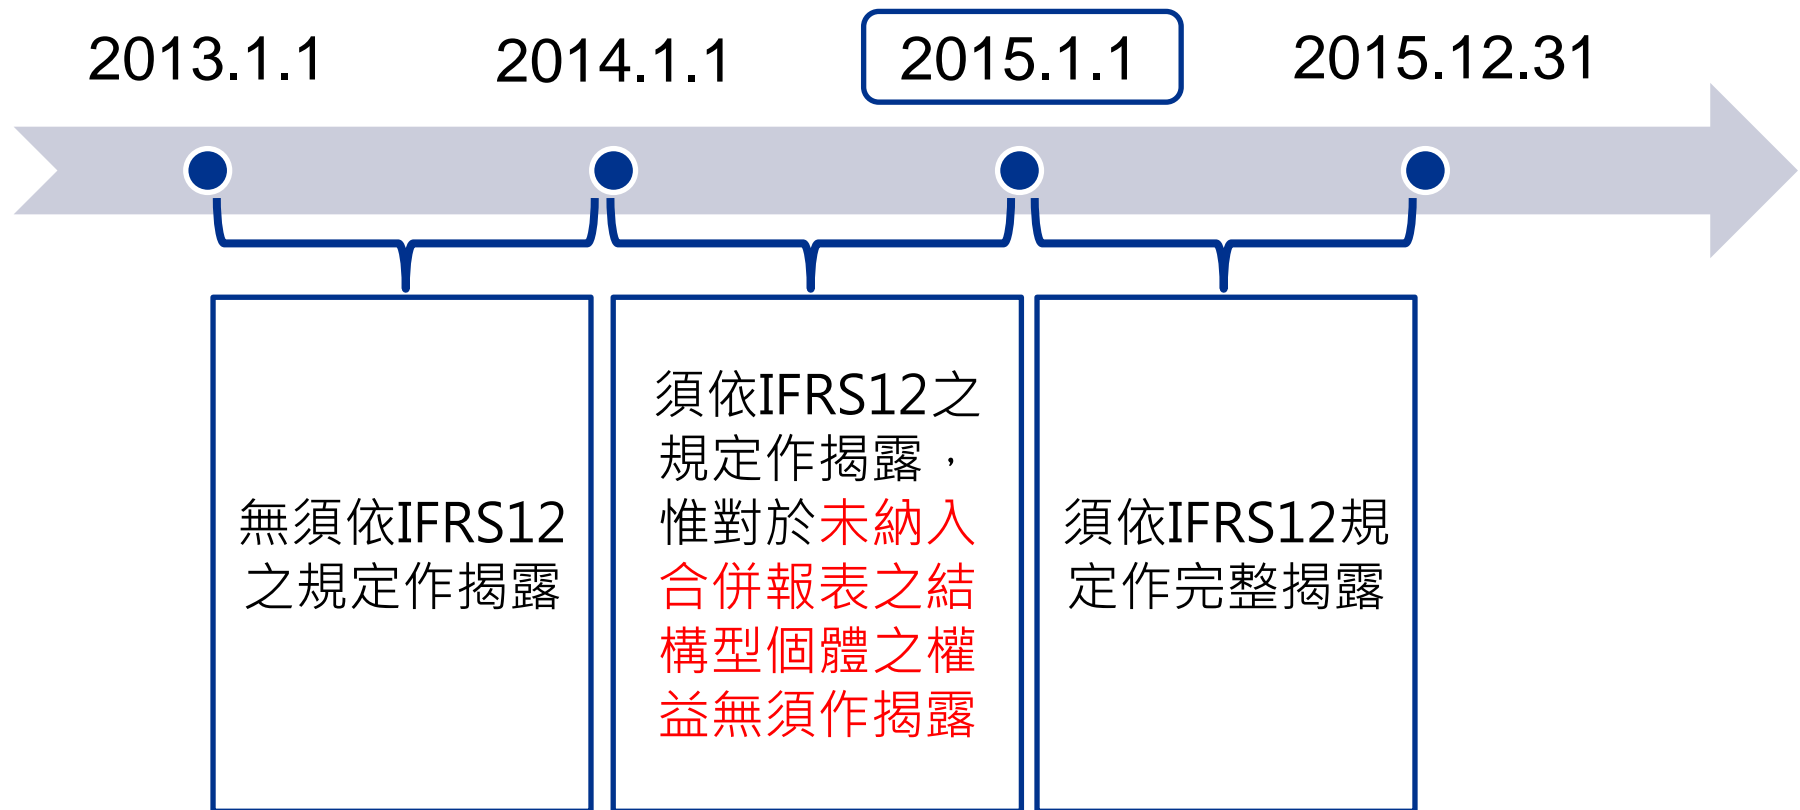 2013.1.1
2014.1.1
2015.1.1
2015.12.31
無須依IFRS12
之規定作揭露
須依IFRS12之
規定作揭露，
惟對於未納入
合併報表之結
構型個體之權
益無須作揭露
須依IFRS12規
定作完整揭露